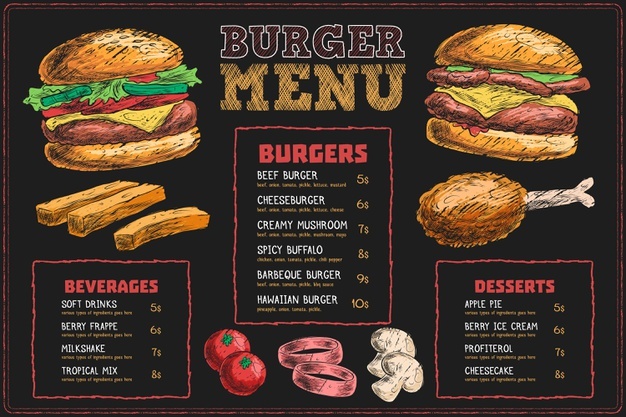 BURGER
MENU
BURGERS
BEEF BURGER 5$
beef, onion, tomato, pickle, lettuce, mustard
CHEESEBURGER 6$
beef, onion, tomato, pickle, lettuce, cheese
CREAMY MUSHROOM 7$
beef, onion, tomato, pickle, mushroom, mayo
SPICY BUFFALO 8$
chicken, onion, tomato, pickle, chili pepper
BARBEQUE BURGER 9$
beef, onion, tomato, pickle, bbq sauce
HAWAIIAN BURGER 10$
pineapple, onion, tomato, pickle,
BEVERAGES
SOFT DRINKS 5$
various types of ingredients goes here
BERRY FRAPPE 6$
various types of ingredients goes here
MILKSHAKE 7$
various types of ingredients goes here
TROPICAL MIX 8$
various types of ingredients goes here
DESSERTS
APPLE PIE 5$
various types of ingredients goes here
BERRY ICE CREAM 6$
various types of ingredients goes here
PROFITEROL 7$
various types of ingredients goes here
CHEESECAKE 8$
various types of ingredients goes here